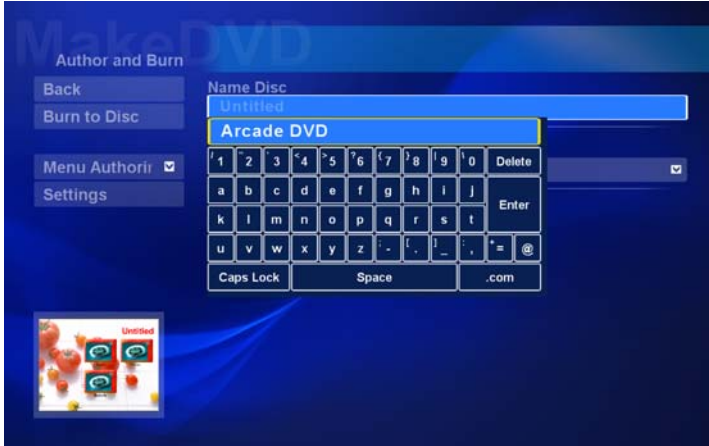 MakeDVD
Author and Burn
Back
Burn to Disc
Menu Authorin
Settings
Name Disc
Untitled
Arcade DVD
1 ~ 2 3 < 4 > 5 ? 6 { 7 } 8 | 9 \ 0 Delete
a b c d e f g h i j
Enter
k l m n o p q r s t
u v w x y z ; - [ . ] _ : , * = @
Caps Lock Space .com
Untitled